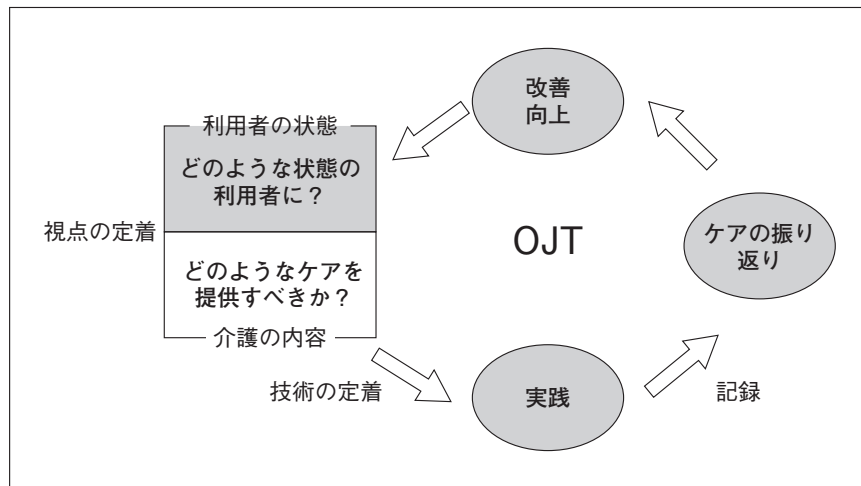 改善
向上
利用者の状態
どのような状態の
利用者に？
視点の定着
OJT
ケアの振り
返り
どのようなケアを
提供すべきか？
介護の内容
技術の定着
実践
記録